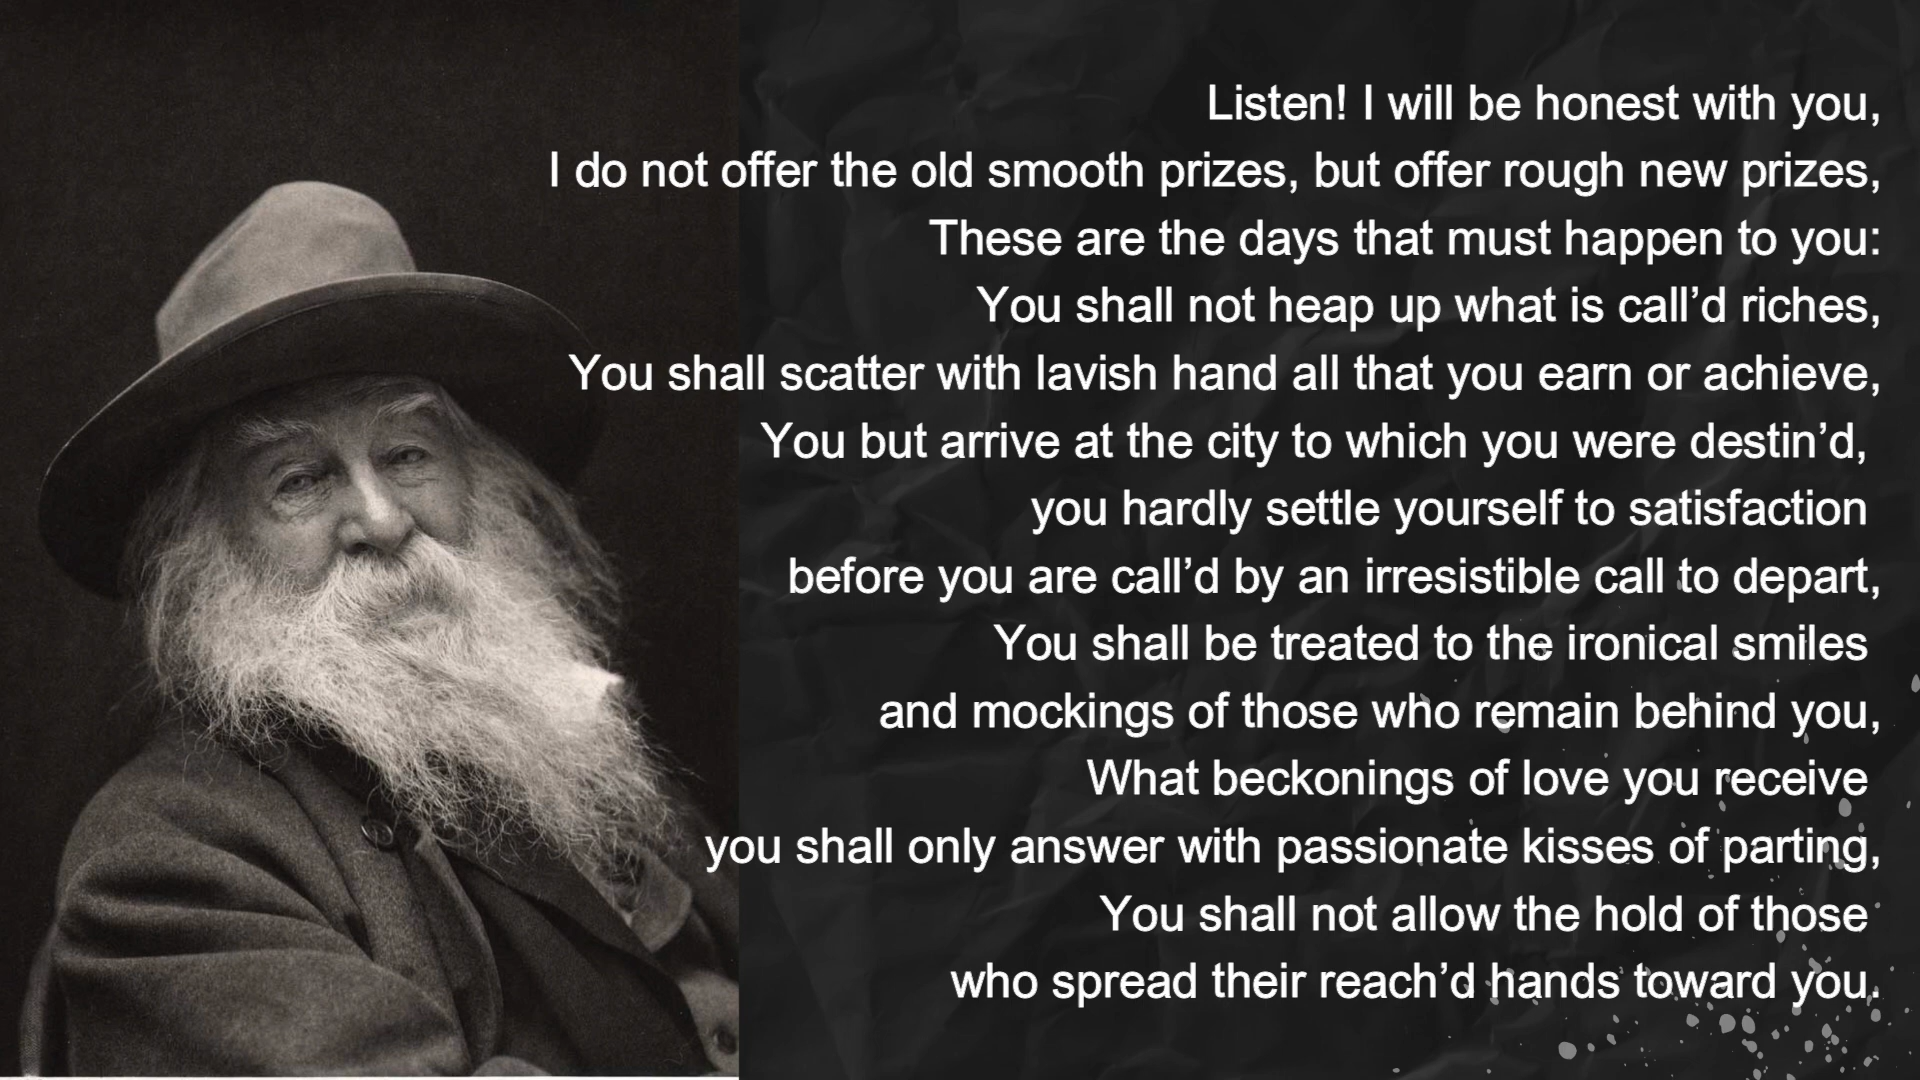 Listen! I will be honest with you,
I do not offer the old smooth prizes, but offer rough new prizes,
These are the days that must happen to you:
You shall not heap up what is call’d riches,
You shall scatter with lavish hand all that you earn or achieve,
You but arrive at the city to which you were destin’d,
you hardly settle yourself to satisfaction
before you are call’d by an irresistible call to depart,
You shall be treated to the ironical smiles
and mockings of those who remain behind you,
What beckonings of love you receive
you shall only answer with passionate kisses of parting,
You shall not allow the hold of those
who spread their reach’d hands toward you.